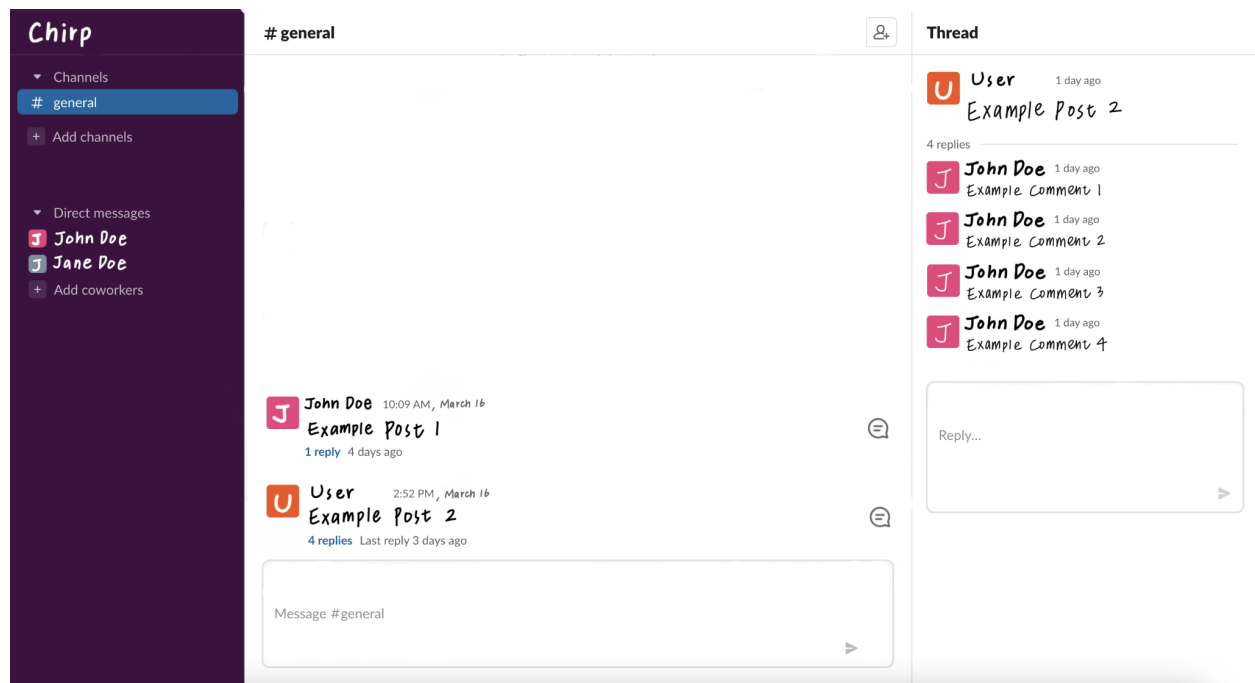 Chirp
Channels
# general
+ Add channels
Direct messages
J John Doe
J Jane Doe
+ Add coworkers
# general
J John Doe 10:09 AM, March 16
Example Post 1
1 reply 4 days ago
U User 2:52 PM, March 16
Example Post 2
4 replies Last reply 3 days ago
Message #general
Thread
U User 1 day ago
Example Post 2
4 replies
J John Doe 1 day ago
Example Comment 1
J John Doe 1 day ago
Example Comment 2
J John Doe 1 day ago
Example Comment 3
J John Doe 1 day ago
Example Comment 4
Reply...